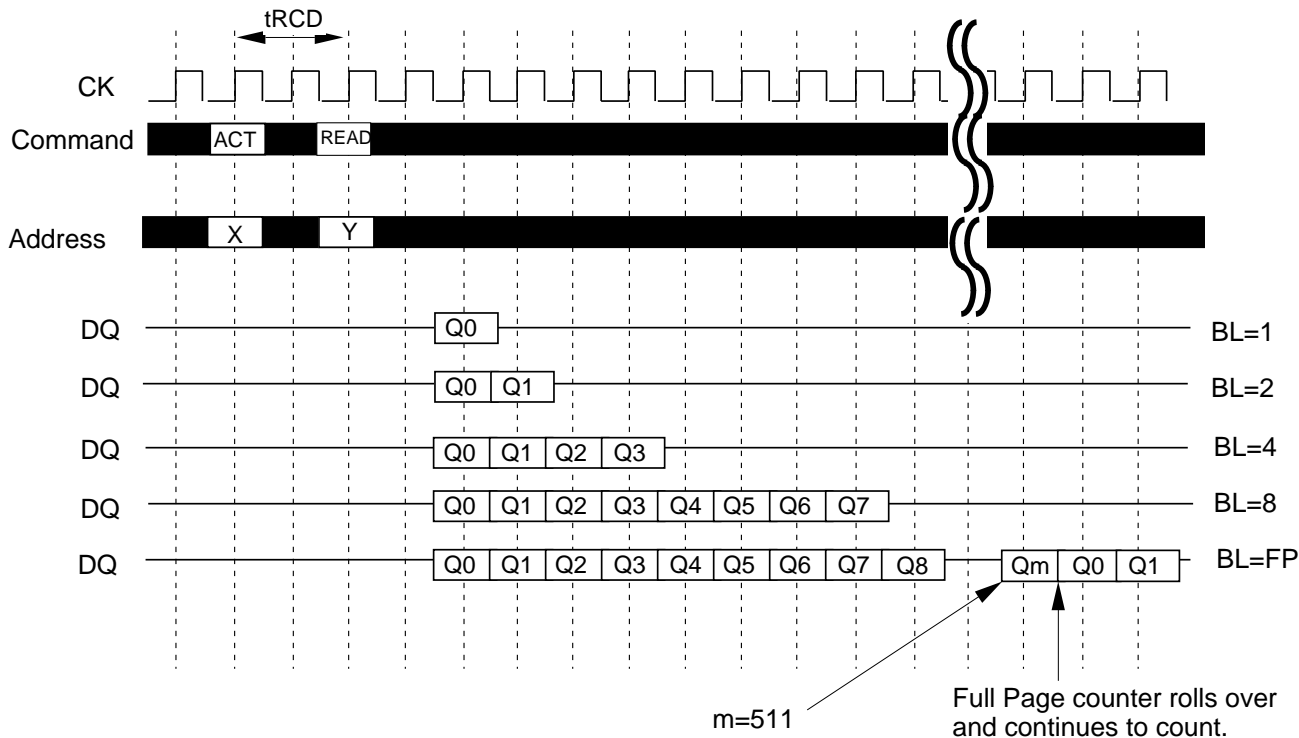 tRCD
CK
Command ACT READ
Address X Y
DQ Q0 BL=1
DQ Q0 Q1 BL=2
DQ Q0 Q1 Q2 Q3 BL=4
DQ Q0 Q1 Q2 Q3 Q4 Q5 Q6 Q7 BL=8
DQ Q0 Q1 Q2 Q3 Q4 Q5 Q6 Q7 Q8 Qm Q0 Q1 BL=FP
m=511
Full Page counter rolls over
and continues to count.